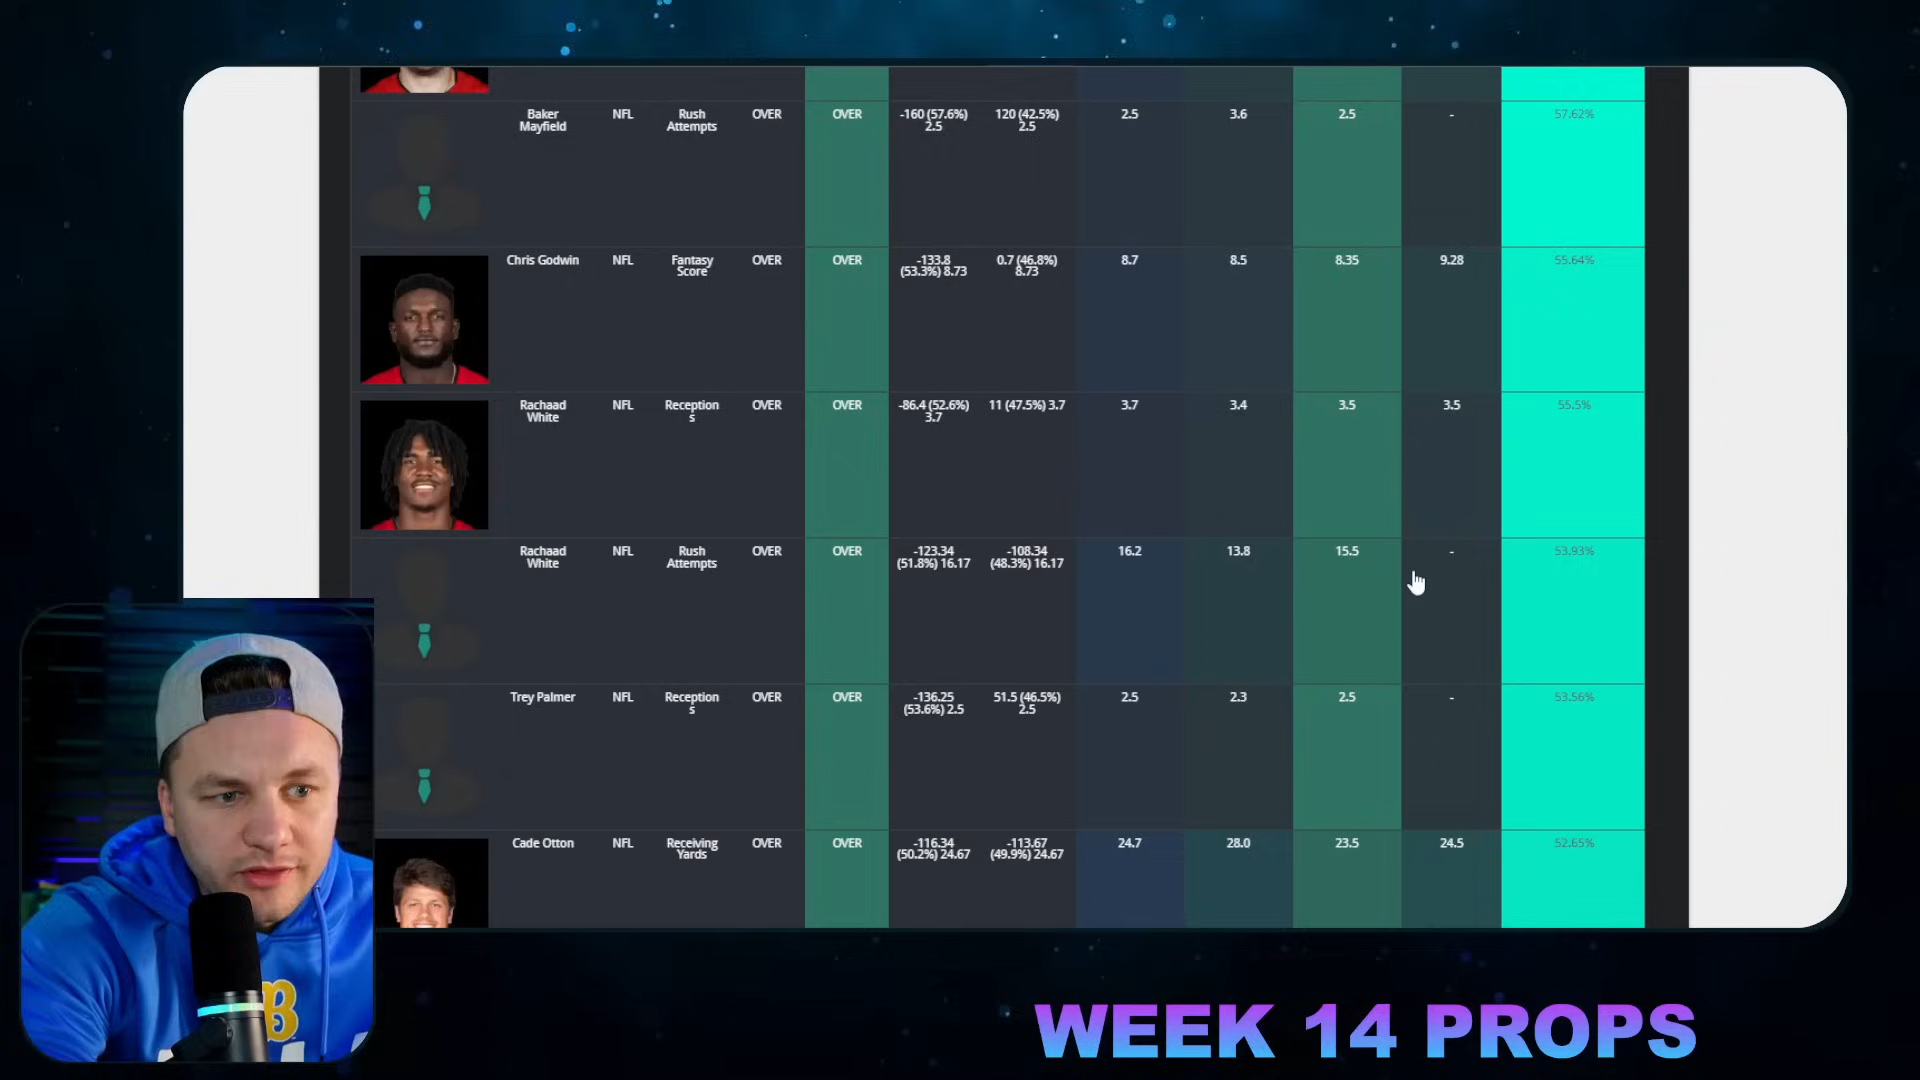 Baker Mayfield NFL Rush Attempts OVER OVER -160 (57.6%) 2.5 120 (42.5%) 2.5 2.5 3.6 2.5 - 57.62%
Chris Godwin NFL Fantasy Score OVER OVER -133.8 (53.3%) 8.73 0.7 (46.8%) 8.73 8.7 8.5 8.35 9.28 55.64%
Rachaad White NFL Receptions OVER OVER -86.4 (52.6%) 3.7 11 (47.5%) 3.7 3.7 3.4 3.5 3.5 55.5%
Rachaad White NFL Rush Attempts OVER OVER -123.34 (51.8%) 16.17 -108.34 (48.3%) 16.17 16.2 13.8 15.5 - 53.93%
Trey Palmer NFL Receptions OVER OVER -136.25 (53.6%) 2.5 51.5 (46.5%) 2.5 2.5 2.3 2.5 - 53.56%
Cade Otton NFL Receiving Yards OVER OVER -116.34 (50.2%) 24.67 -113.67 (49.9%) 24.67 24.7 28.0 23.5 24.5 52.65%
WEEK 14 PROPS